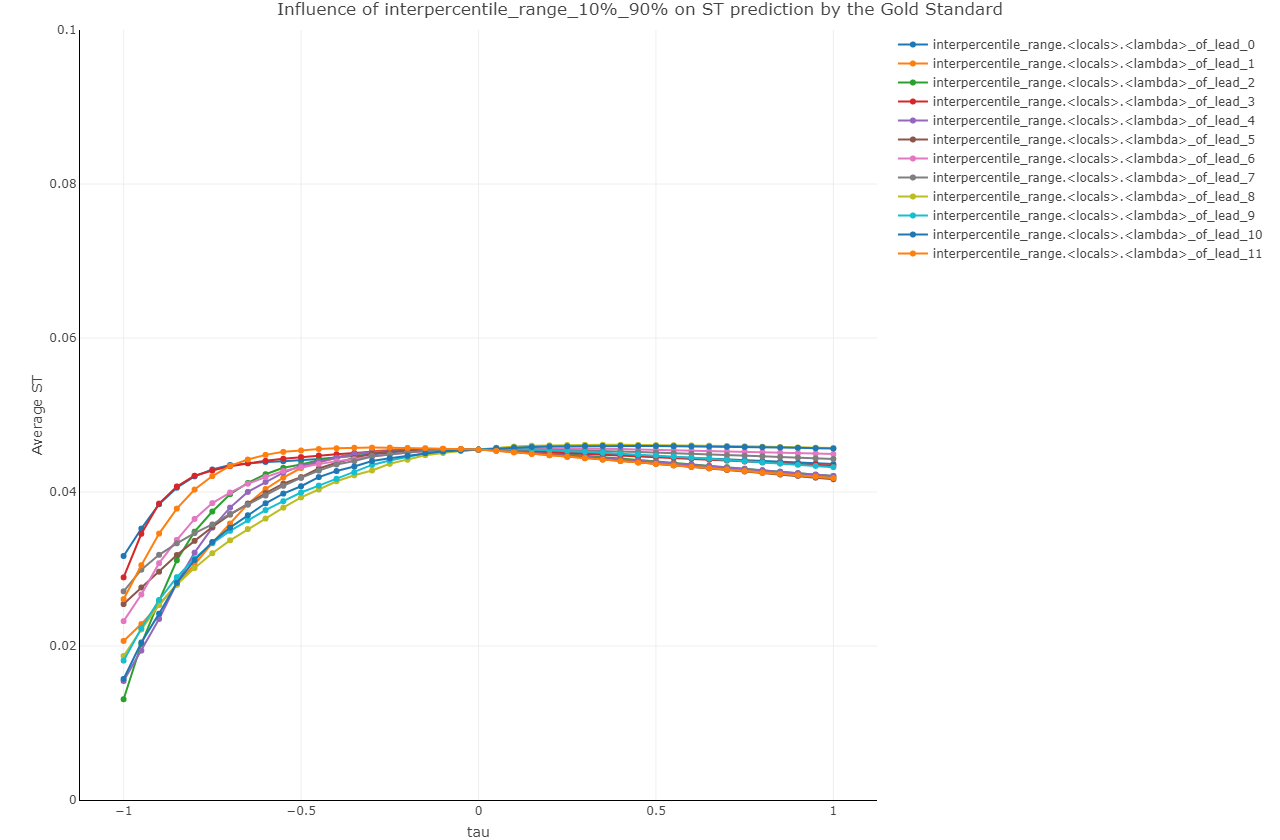 Influence of interpercentile_range_10%_90% on ST prediction by the Gold Standard
0.1
0.08
0.06
0.04
0.02
0
Average ST
−1
−0.5
0
0.5
1
tau
interpercentile_range.<locals>.<lambda>_of_lead_0
interpercentile_range.<locals>.<lambda>_of_lead_1
interpercentile_range.<locals>.<lambda>_of_lead_2
interpercentile_range.<locals>.<lambda>_of_lead_3
interpercentile_range.<locals>.<lambda>_of_lead_4
interpercentile_range.<locals>.<lambda>_of_lead_5
interpercentile_range.<locals>.<lambda>_of_lead_6
interpercentile_range.<locals>.<lambda>_of_lead_7
interpercentile_range.<locals>.<lambda>_of_lead_8
interpercentile_range.<locals>.<lambda>_of_lead_9
interpercentile_range.<locals>.<lambda>_of_lead_10
interpercentile_range.<locals>.<lambda>_of_lead_11